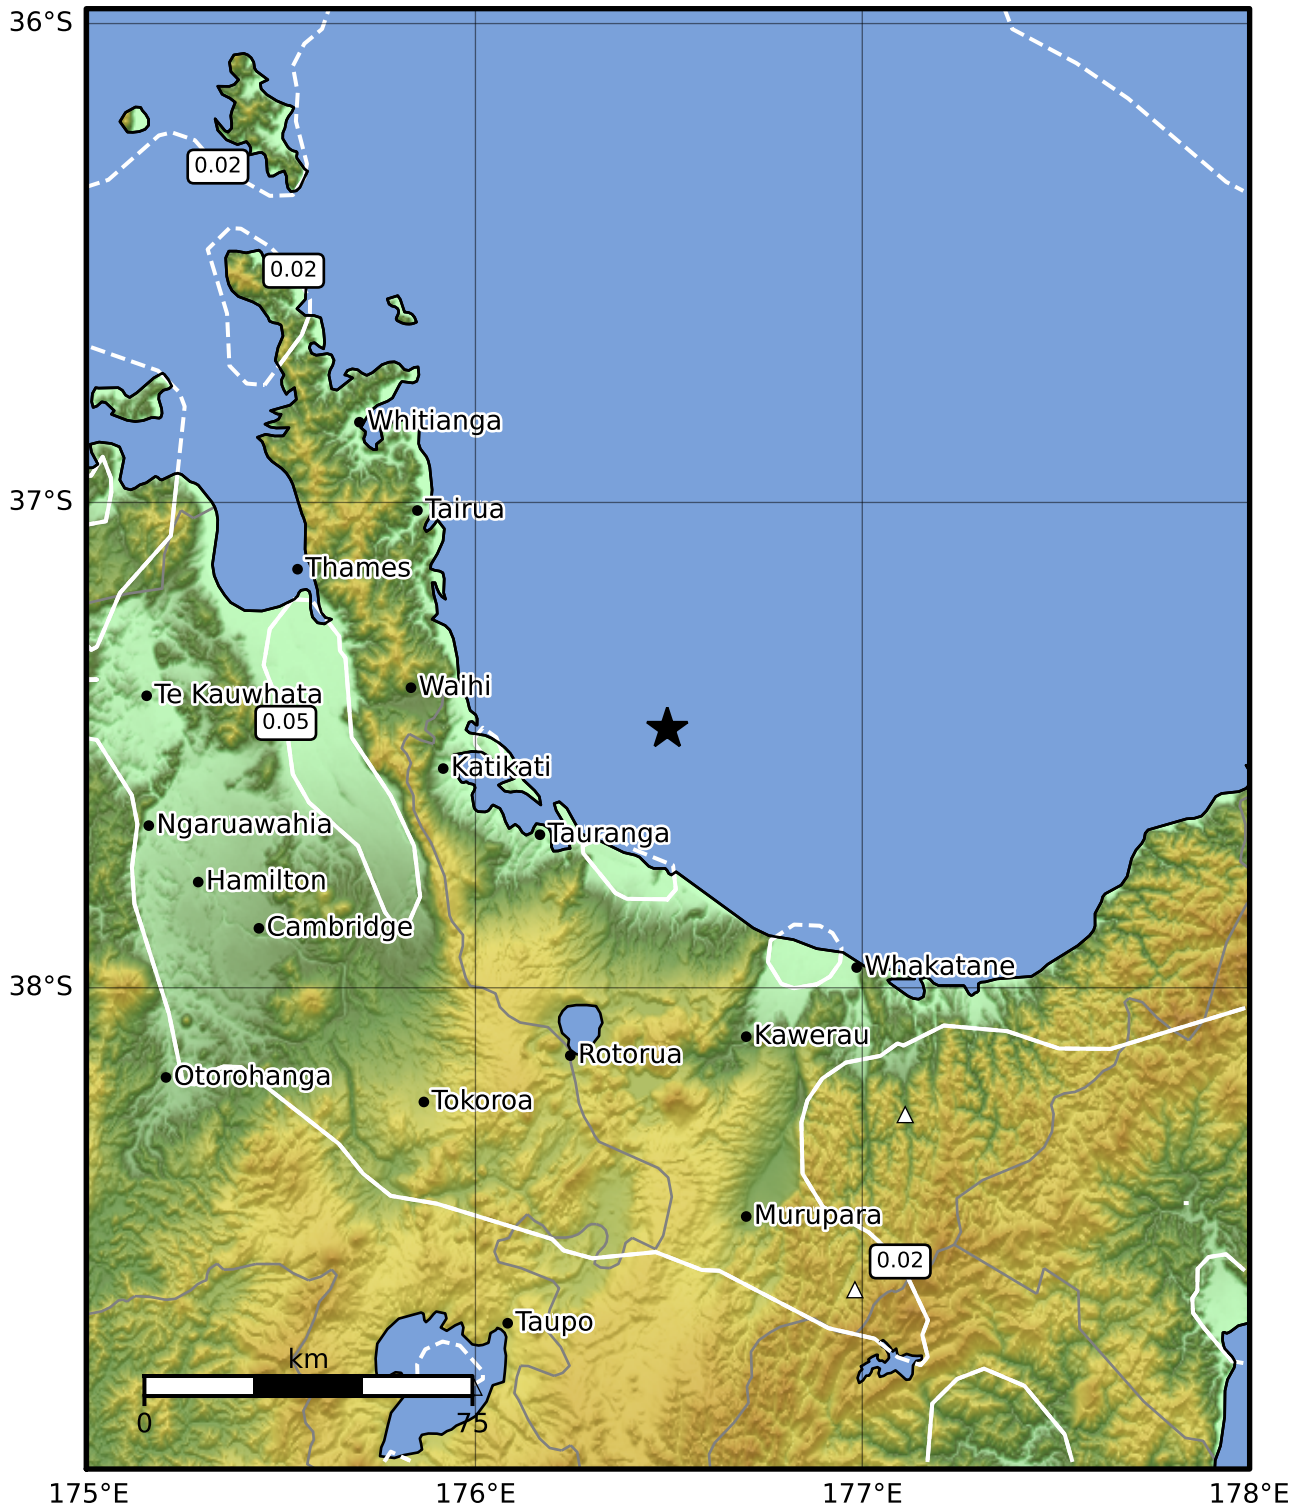 36°S
0.02
0.02
Whitianga
37°S
Tairua
Thames
Waihi
Te Kauwhata
0.05
Katikati
Ngaruawahia
Tauranga
Hamilton
Cambridge
Whakatane
38°S
Kawerau
Rotorua
Otorohanga
Tokoroa
Murupara
0.02
Taupo
km
0
75
175°E
176°E
177°E
178°E